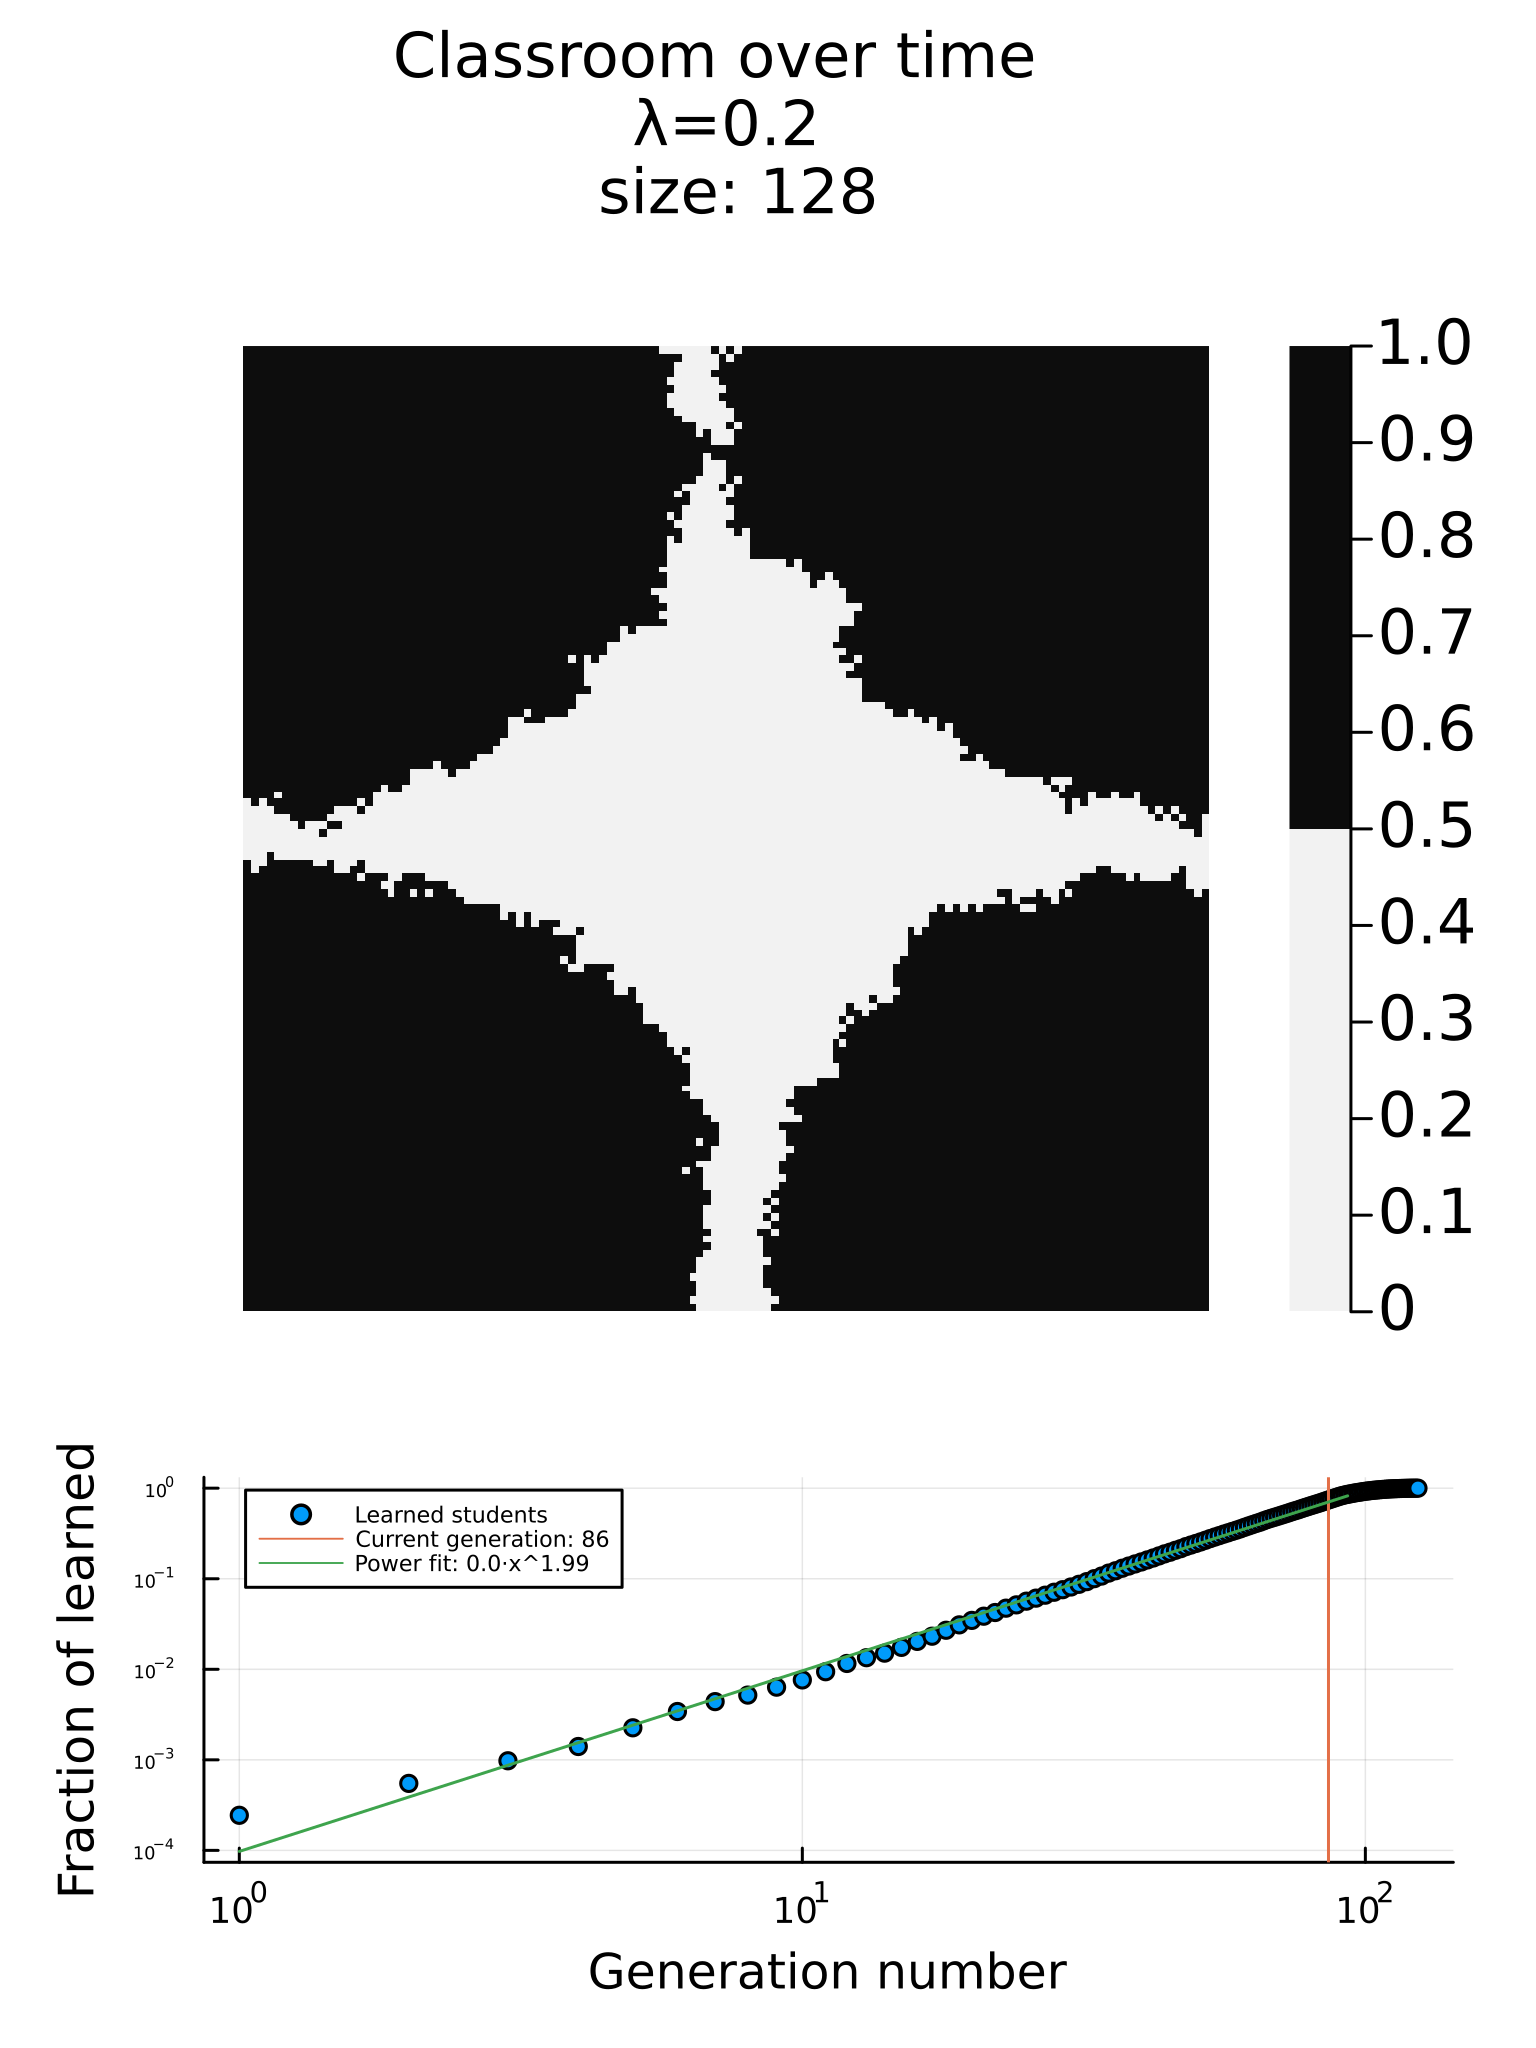 Classroom over time
λ=0.2
size: 128
1.0
0.9
0.8
0.7
0.6
0.5
0.4
0.3
0.2
0.1
0
Fraction of learned
10^0
10^-1
10^-2
10^-3
10^-4
Learned students
Current generation: 86
Power fit: 0.0·x^1.99
10^0
10^1
10^2
Generation number